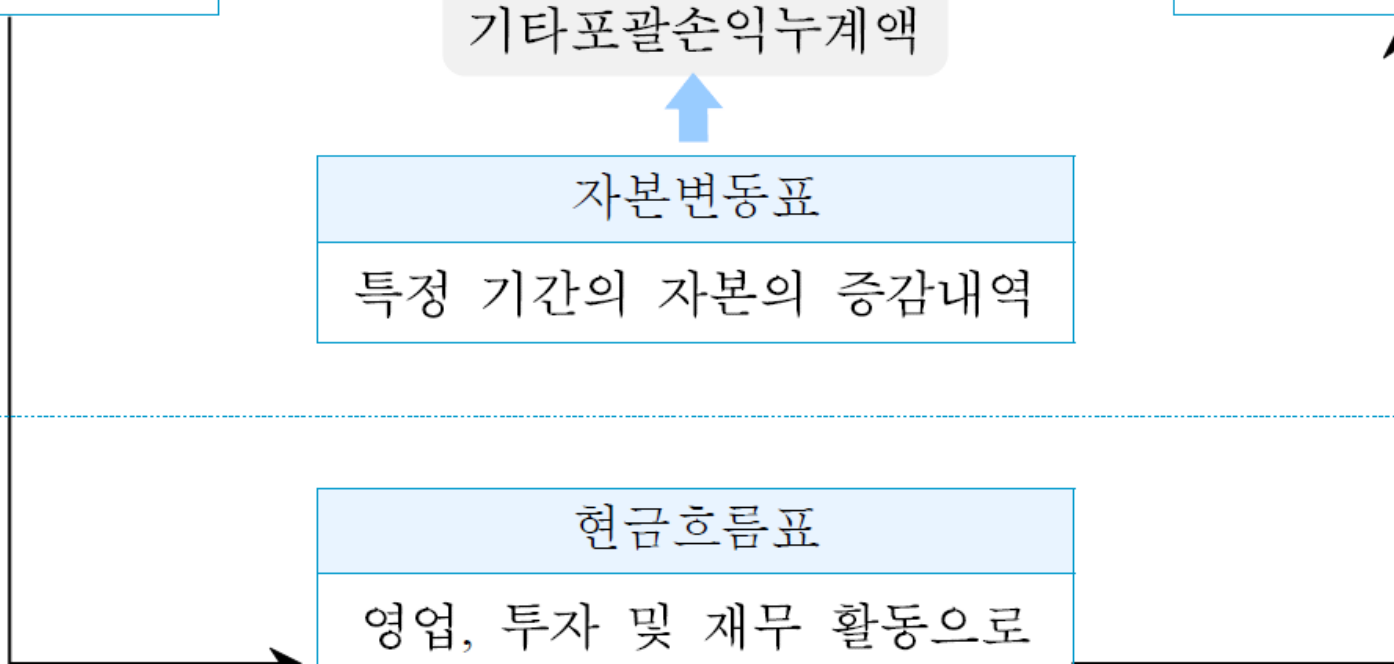 기타포괄손익누계액
자본변동표
특정 기간의 자본의 증감내역
현금흐름표
영업, 투자 및 재무 활동으로